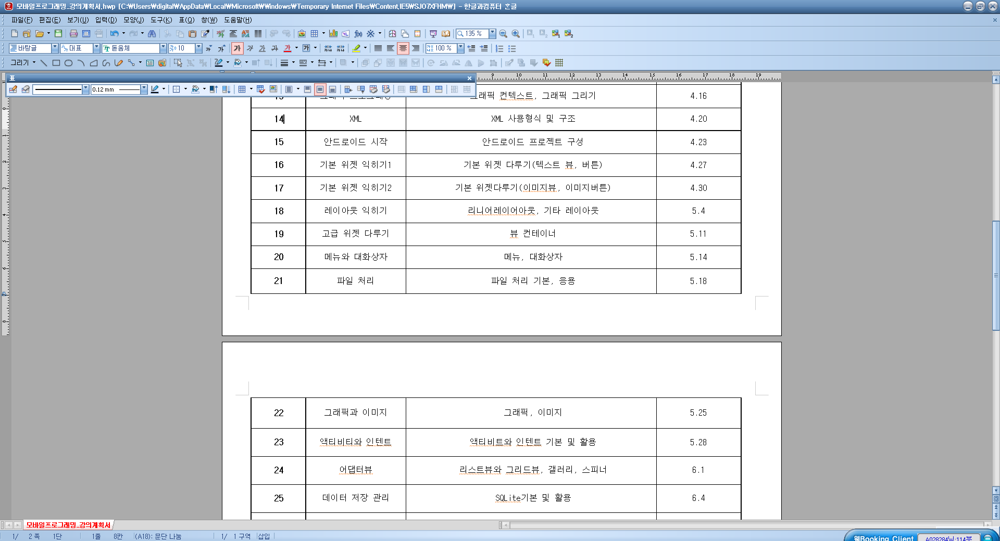 모바일프로그래밍_강의계획서.hwp [C:\Users\digital\AppData\Local\Microsoft\Windows\Temporary Internet Files\Content.IE5\SJO7XFHM\] - 한글과컴퓨터 한글
파일(F) 편집(E) 보기(U) 입력(D) 모양(J) 도구(K) 표(Q) 창(W) 도움말(H)
135 %
바탕글 대표 돋움체 10 가 가 가 가 가 가 100 %
그리기
표
0.12 mm
9 10 11 12 13 14 15 16 17 18 19
그래픽 컨텍스트, 그래픽 그리기 4.16
14 XML XML 사용형식 및 구조 4.20
15 안드로이드 시작 안드로이드 프로젝트 구성 4.23
16 기본 위젯 익히기1 기본 위젯 다루기(텍스트 뷰, 버튼) 4.27
17 기본 위젯 익히기2 기본 위젯다루기(이미지뷰, 이미지버튼) 4.30
18 레이아웃 익히기 리니어레이어아웃, 기타 레이아웃 5.4
19 고급 위젯 다루기 뷰 컨테이너 5.11
20 메뉴와 대화상자 메뉴, 대화상자 5.14
21 파일 처리 파일 처리 기본, 응용 5.18
22 그래픽과 이미지 그래픽, 이미지 5.25
23 액티비티와 인텐트 액티비트와 인텐트 기본 및 활용 5.28
24 어댑터뷰 리스트뷰와 그리드뷰, 갤러리, 스피너 6.1
25 데이터 저장 관리 SQLite기본 및 활용 6.4
모바일프로그래밍_강의계획서
1/ 2 쪽 1단 1줄 8칸 (A18): 문단 나눔 1/ 1 구역 삽입
웹Booking Client A028284님:114분